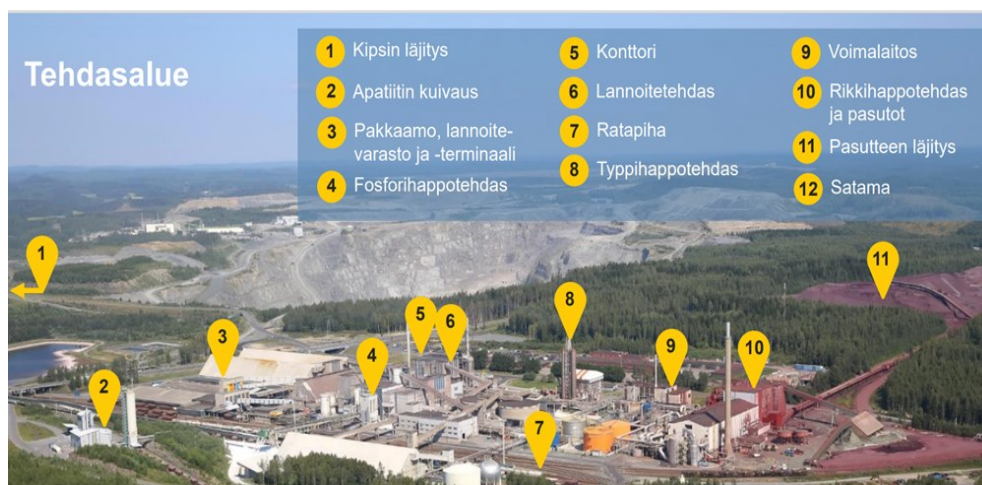 Tehdasalue
1 Kipsin läjitys
2 Apatiitin kuivaus
3 Pakkaamo, lannoite-
varasto ja -terminaali
4 Fosforihappotehdas
5 Konttori
6 Lannoitetehdas
7 Ratapiha
8 Typpihappotehdas
9 Voimalaitos
10 Rikkihappotehdas
ja pasutot
11 Pasutteen läjitys
12 Satama
1
2
3
4
5
6
7
8
9
10
11